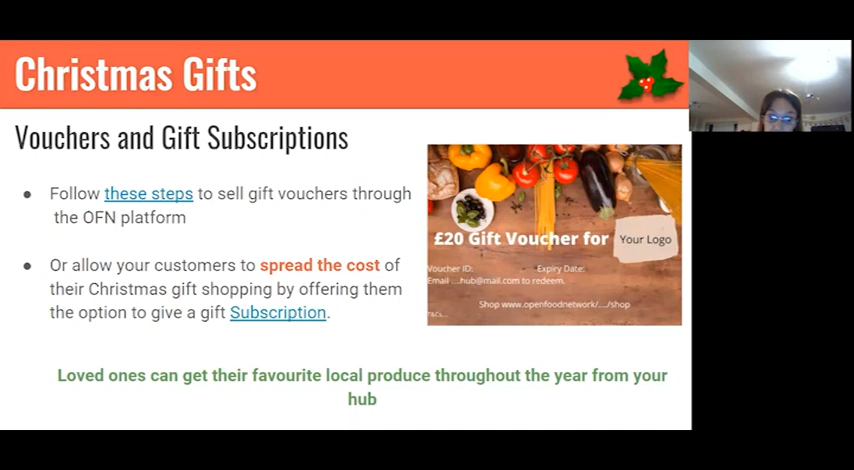 Christmas Gifts
Vouchers and Gift Subscriptions
● Follow these steps to sell gift vouchers through
the OFN platform
● Or allow your customers to spread the cost of
their Christmas gift shopping by offering them
the option to give a gift Subscription.
£20 Gift Voucher for Your Logo
Voucher ID: Expiry Date:
Email ....hub@mail.com to redeem.
Shop www.openfoodnetwork/..../shop
T&Cs...
Loved ones can get their favourite local produce throughout the year from your
hub